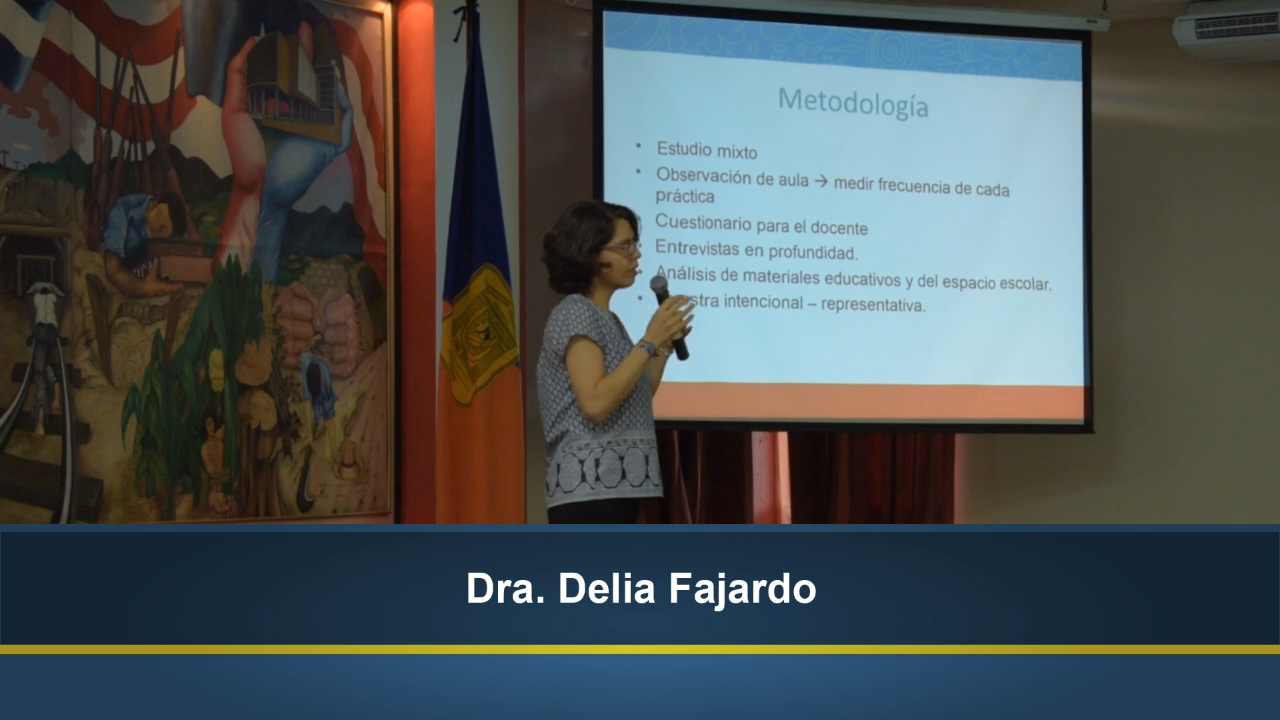 Metodología
• Estudio mixto
• Observación de aula → medir frecuencia de cada
práctica
Cuestionario para el docente
Entrevistas en profundidad.
Análisis de materiales educativos y del espacio escolar.
• intencional – representativa.
Dra. Delia Fajardo